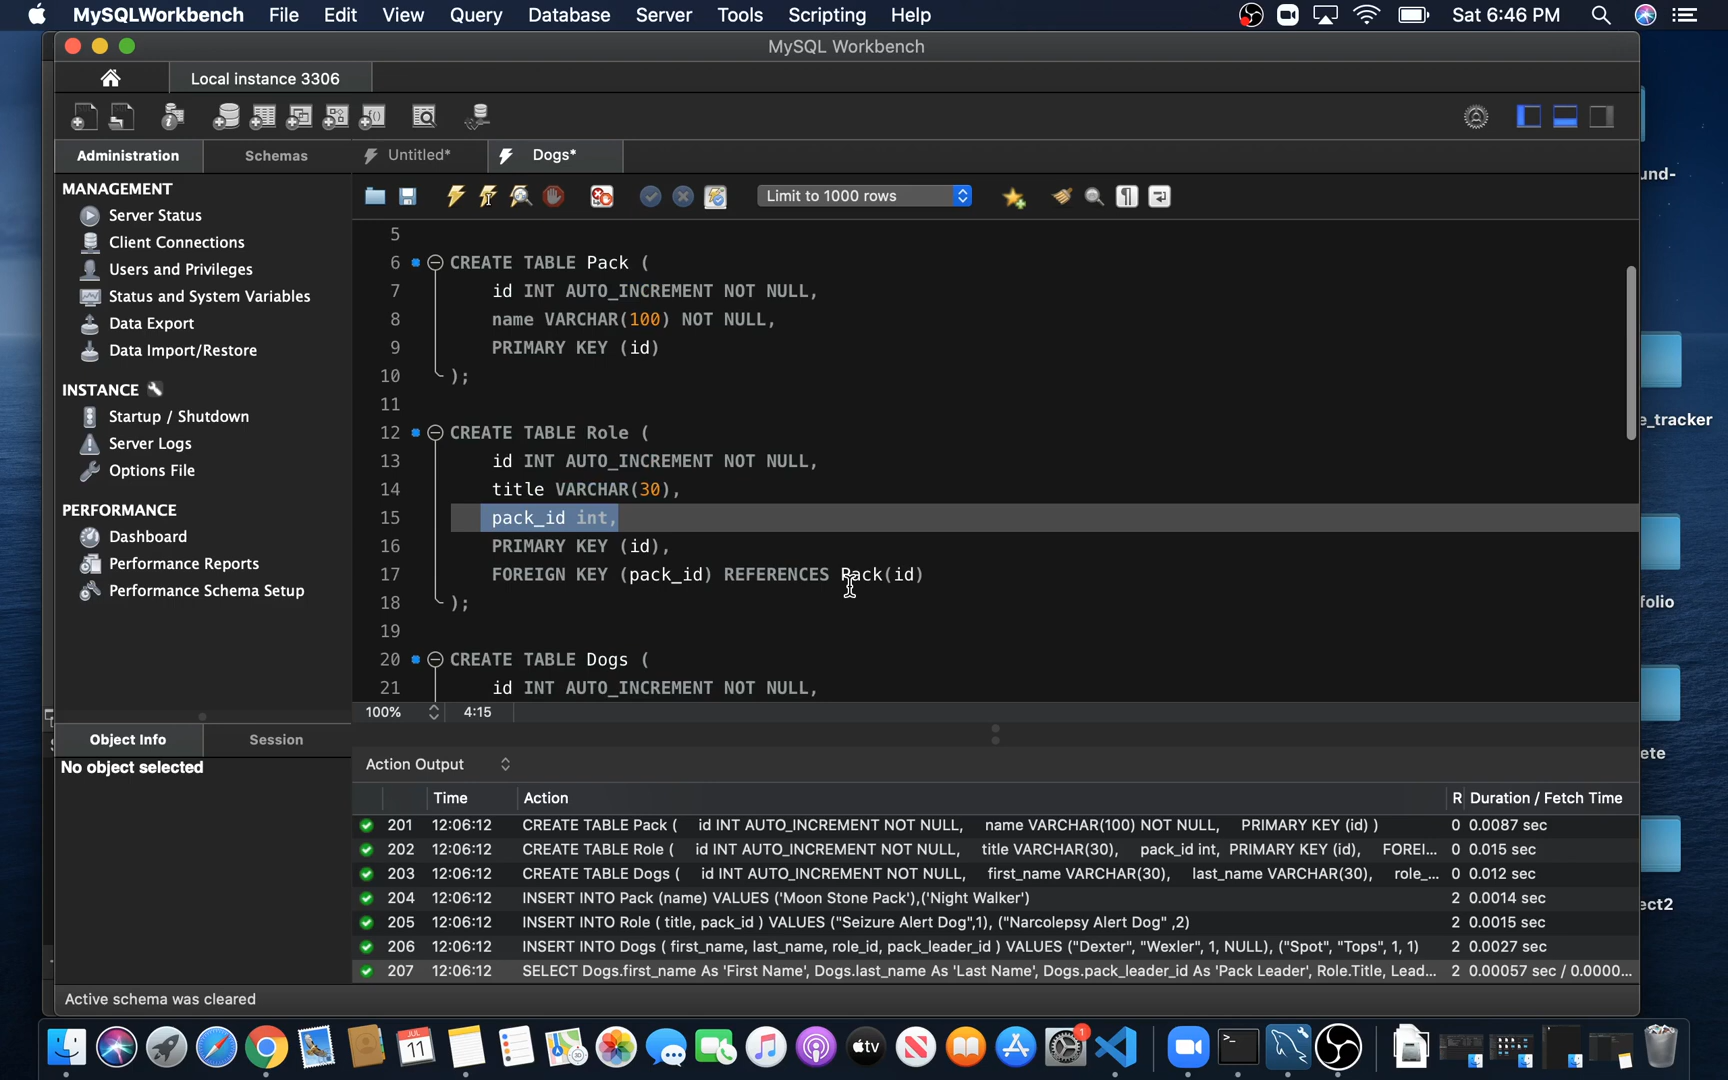 MySQLWorkbench File Edit View Query Database Server Tools Scripting Help Sat 6:46 PM
MySQL Workbench
Local instance 3306
Administration Schemas Untitled* Dogs*
MANAGEMENT
Server Status
Client Connections
Users and Privileges
Status and System Variables
Data Export
Data Import/Restore
INSTANCE
Startup / Shutdown
Server Logs
Options File
PERFORMANCE
Dashboard
Performance Reports
Performance Schema Setup
Object Info Session
No object selected
Limit to 1000 rows
5
6 CREATE TABLE Pack (
7 id INT AUTO_INCREMENT NOT NULL,
8 name VARCHAR(100) NOT NULL,
9 PRIMARY KEY (id)
10 );
11
12 CREATE TABLE Role (
13 id INT AUTO_INCREMENT NOT NULL,
14 title VARCHAR(30),
15 pack_id int,
16 PRIMARY KEY (id),
17 FOREIGN KEY (pack_id) REFERENCES Pack(id)
18 );
19
20 CREATE TABLE Dogs (
21 id INT AUTO_INCREMENT NOT NULL,
100% 4:15
Action Output
Time Action R Duration / Fetch Time
201 12:06:12 CREATE TABLE Pack ( id INT AUTO_INCREMENT NOT NULL, name VARCHAR(100) NOT NULL, PRIMARY KEY (id) ) 0 0.0087 sec
202 12:06:12 CREATE TABLE Role ( id INT AUTO_INCREMENT NOT NULL, title VARCHAR(30), pack_id int, PRIMARY KEY (id), FOREI... 0 0.015 sec
203 12:06:12 CREATE TABLE Dogs ( id INT AUTO_INCREMENT NOT NULL, first_name VARCHAR(30), last_name VARCHAR(30), role_... 0 0.012 sec
204 12:06:12 INSERT INTO Pack (name) VALUES ('Moon Stone Pack'),('Night Walker') 2 0.0014 sec
205 12:06:12 INSERT INTO Role ( title, pack_id ) VALUES ("Seizure Alert Dog",1), ("Narcolepsy Alert Dog" ,2) 2 0.0015 sec
206 12:06:12 INSERT INTO Dogs ( first_name, last_name, role_id, pack_leader_id ) VALUES ("Dexter", "Wexler", 1, NULL), ("Spot", "Tops", 1, 1) 2 0.0027 sec
207 12:06:12 SELECT Dogs.first_name As 'First Name', Dogs.last_name As 'Last Name', Dogs.pack_leader_id As 'Pack Leader', Role.Title, Lead... 2 0.00057 sec / 0.0000...
Active schema was cleared
und-
e_tracker
folio
ete
ect2
JUL
11
tv
1